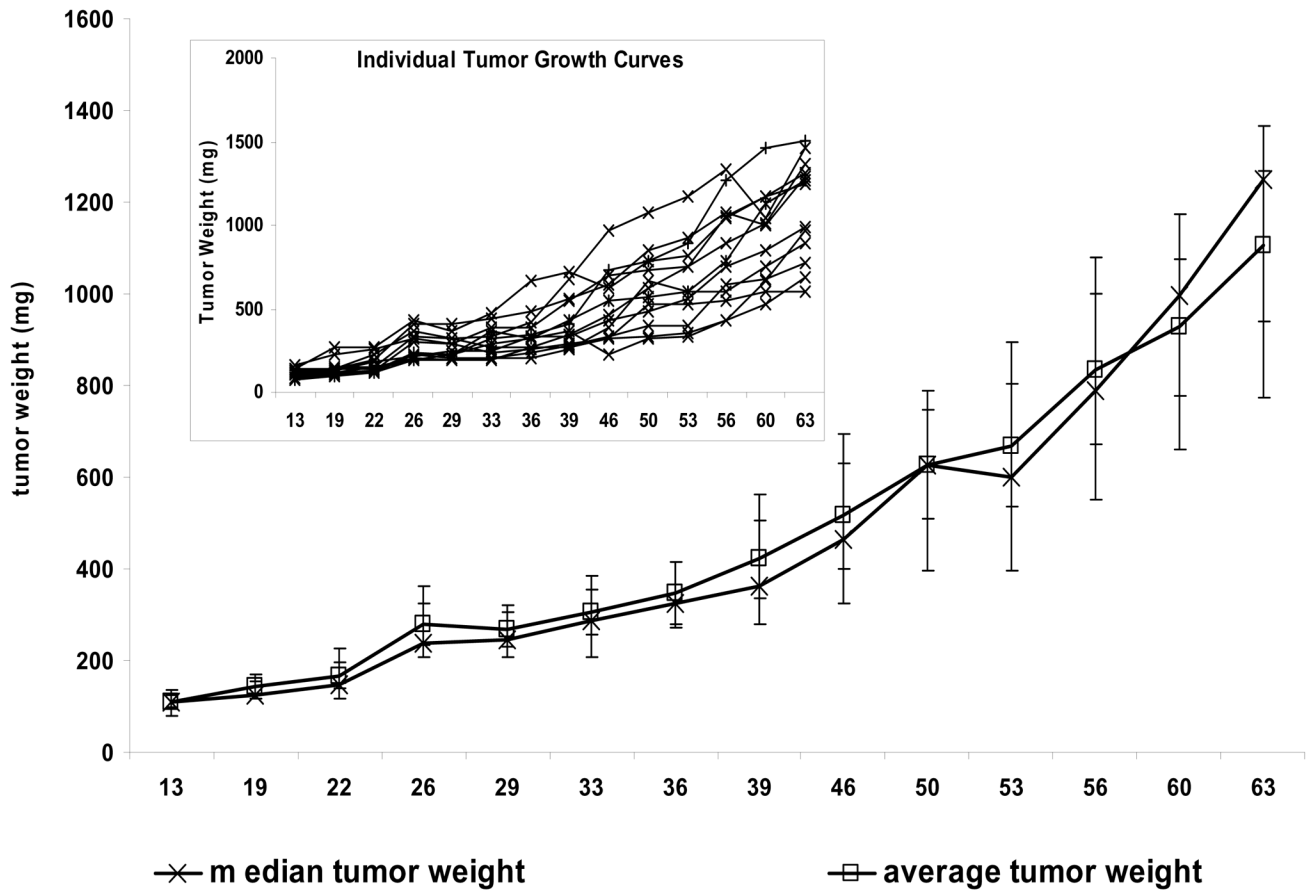 1600
1400
1200
1000
800
600
400
200
0
tumor weight (mg)
Individual Tumor Growth Curves
2000
1500
1000
500
0
Tumor Weight (mg)
13 19 22 26 29 33 36 39 46 50 53 56 60 63
13 19 22 26 29 33 36 39 46 50 53 56 60 63
m edian tumor weight
average tumor weight